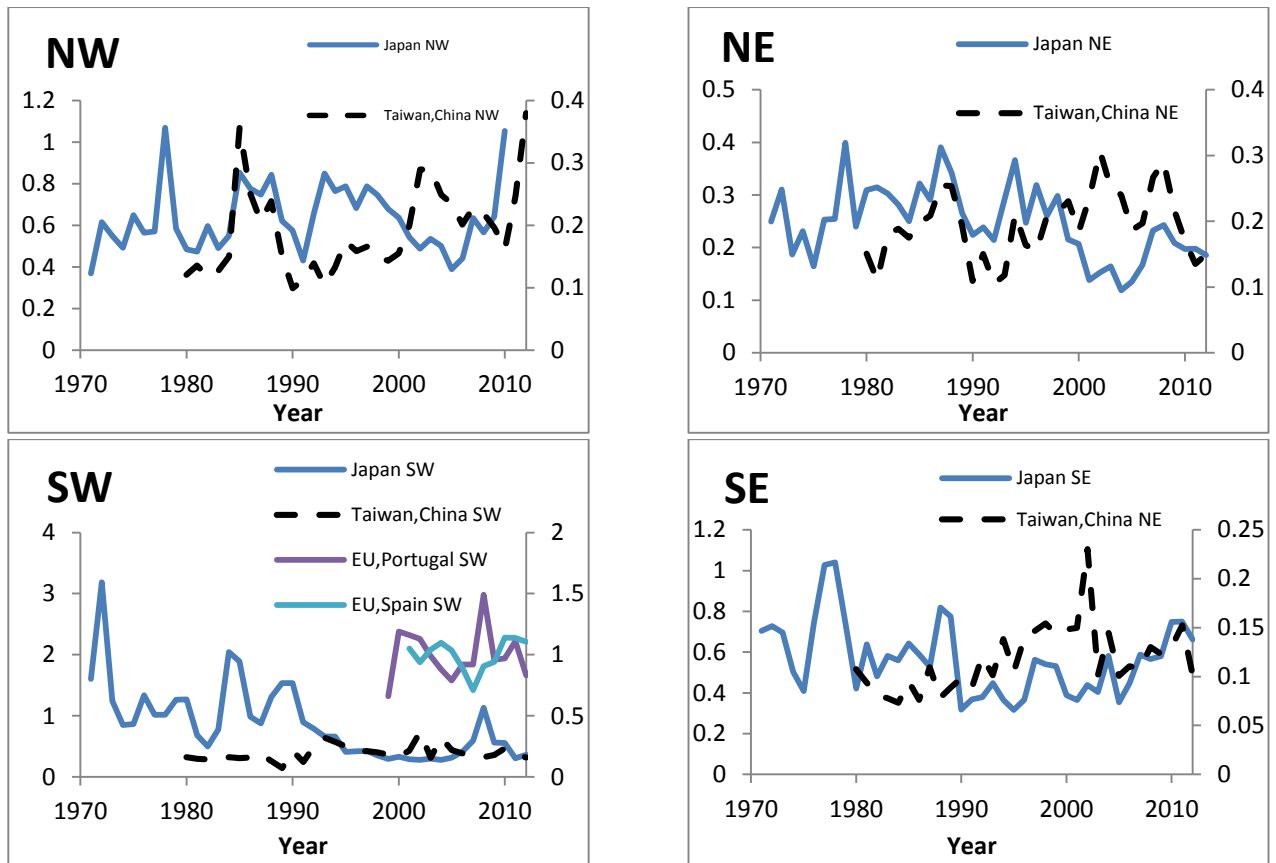 NW
Japan NW
Taiwan,China NW
1.2
1
0.8
0.6
0.4
0.2
0
0.4
0.3
0.2
0.1
0
1970 1980 1990 2000 2010
Year
NE
Japan NE
Taiwan,China NE
0.5
0.4
0.3
0.2
0.1
0
0.4
0.3
0.2
0.1
0
1970 1980 1990 2000 2010
Year
SW
Japan SW
Taiwan,China SW
EU,Portugal SW
EU,Spain SW
4
3
2
1
0
2
1.5
1
0.5
0
1970 1980 1990 2000 2010
Year
SE
Japan SE
Taiwan,China NE
1.2
1
0.8
0.6
0.4
0.2
0
0.25
0.2
0.15
0.1
0.05
0
1970 1980 1990 2000 2010
Year